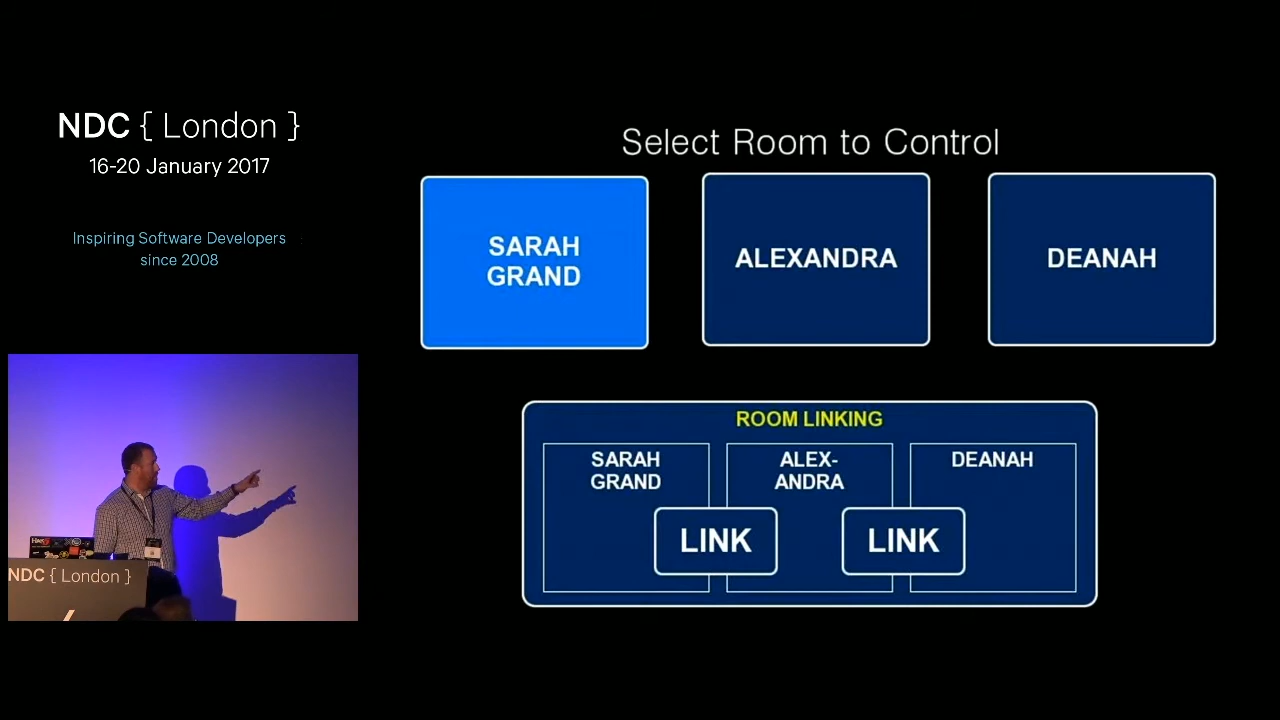 NDC { London }
16-20 January 2017
Inspiring Software Developers
since 2008
Select Room to Control
SARAH
GRAND
ALEXANDRA
DEANAH
ROOM LINKING
SARAH
GRAND
ALEX-
ANDRA
DEANAH
LINK
LINK
NDC { London }